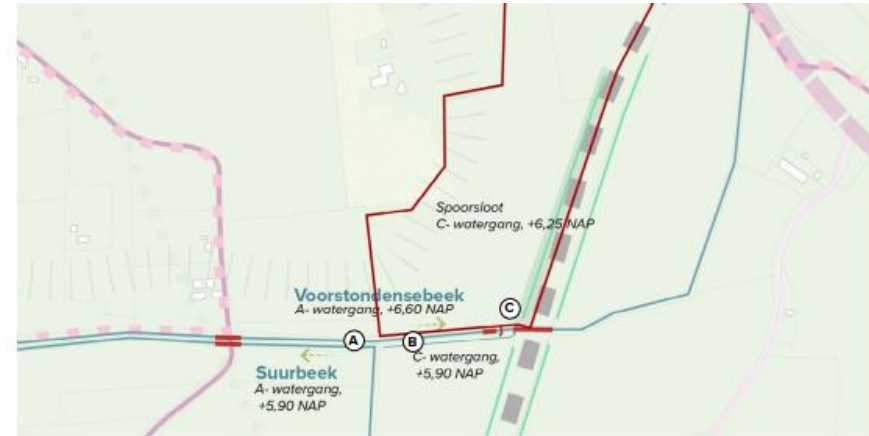 Spoorsloot
C- watergang, +6,25 NAP
Voorstondensebeek
A- watergang, +6,60 NAP
C
A
B
C- watergang,
+5,90 NAP
Suurbeek
A- watergang,
+5,90 NAP